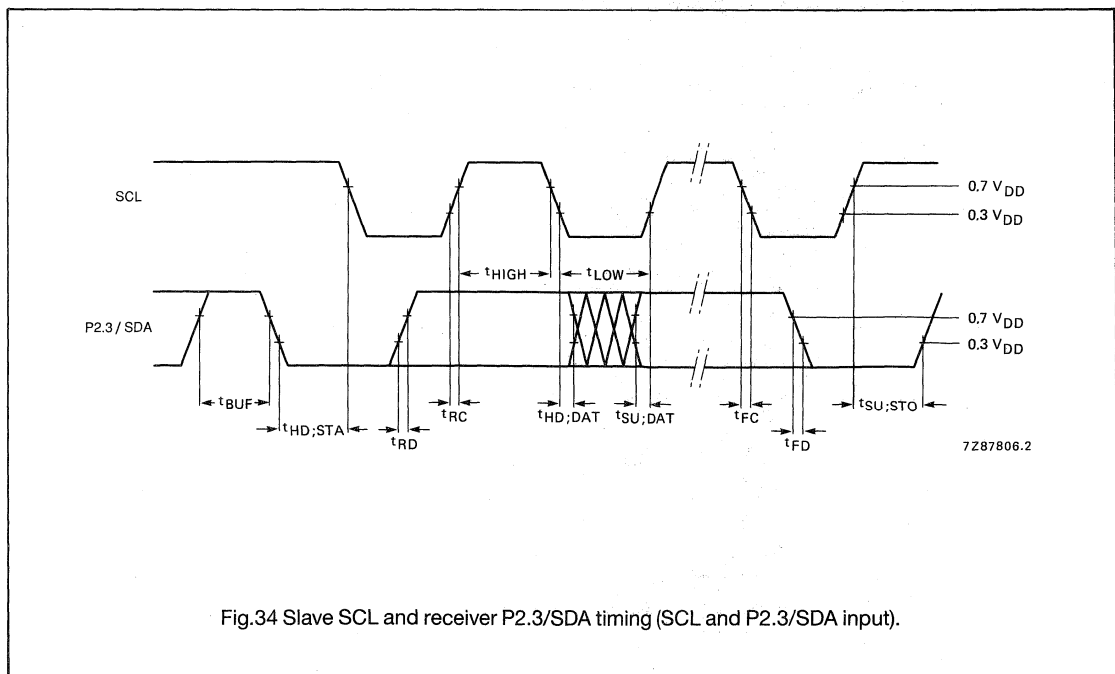 SCL
0.7 VDD
0.3 VDD
tHIGH
tLOW
P2.3 / SDA
0.7 VDD
0.3 VDD
tBUF
tHD;STA
tRD
tRC
tHD;DAT
tSU;DAT
tFC
tFD
tSU;STO
7Z87806.2
Fig.34 Slave SCL and receiver P2.3/SDA timing (SCL and P2.3/SDA input).